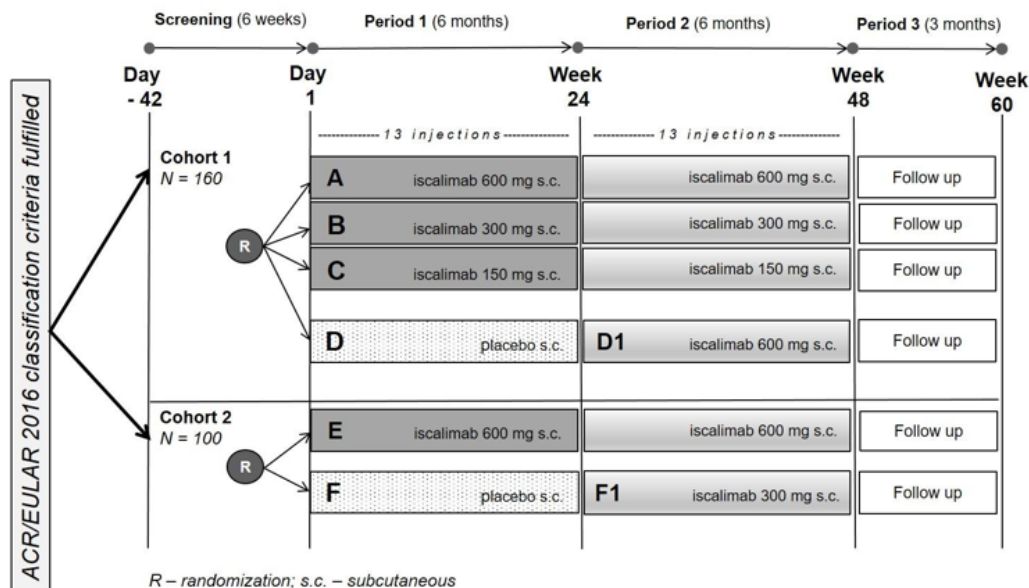 Screening (6 weeks)
Period 1 (6 months)
Period 2 (6 months)
Period 3 (3 months)
Day
- 42
Day
1
Week
24
Week
48
Week
60
ACR/EULAR 2016 classification criteria fulfilled
13 injections
13 injections
Cohort 1
N = 160
R
A iscalimab 600 mg s.c.
iscalimab 600 mg s.c.
Follow up
B iscalimab 300 mg s.c.
iscalimab 300 mg s.c.
Follow up
C iscalimab 150 mg s.c.
iscalimab 150 mg s.c.
Follow up
D placebo s.c.
D1 iscalimab 600 mg s.c.
Follow up
Cohort 2
N = 100
R
E iscalimab 600 mg s.c.
iscalimab 600 mg s.c.
Follow up
F placebo s.c.
F1 iscalimab 300 mg s.c.
Follow up
R – randomization; s.c. – subcutaneous